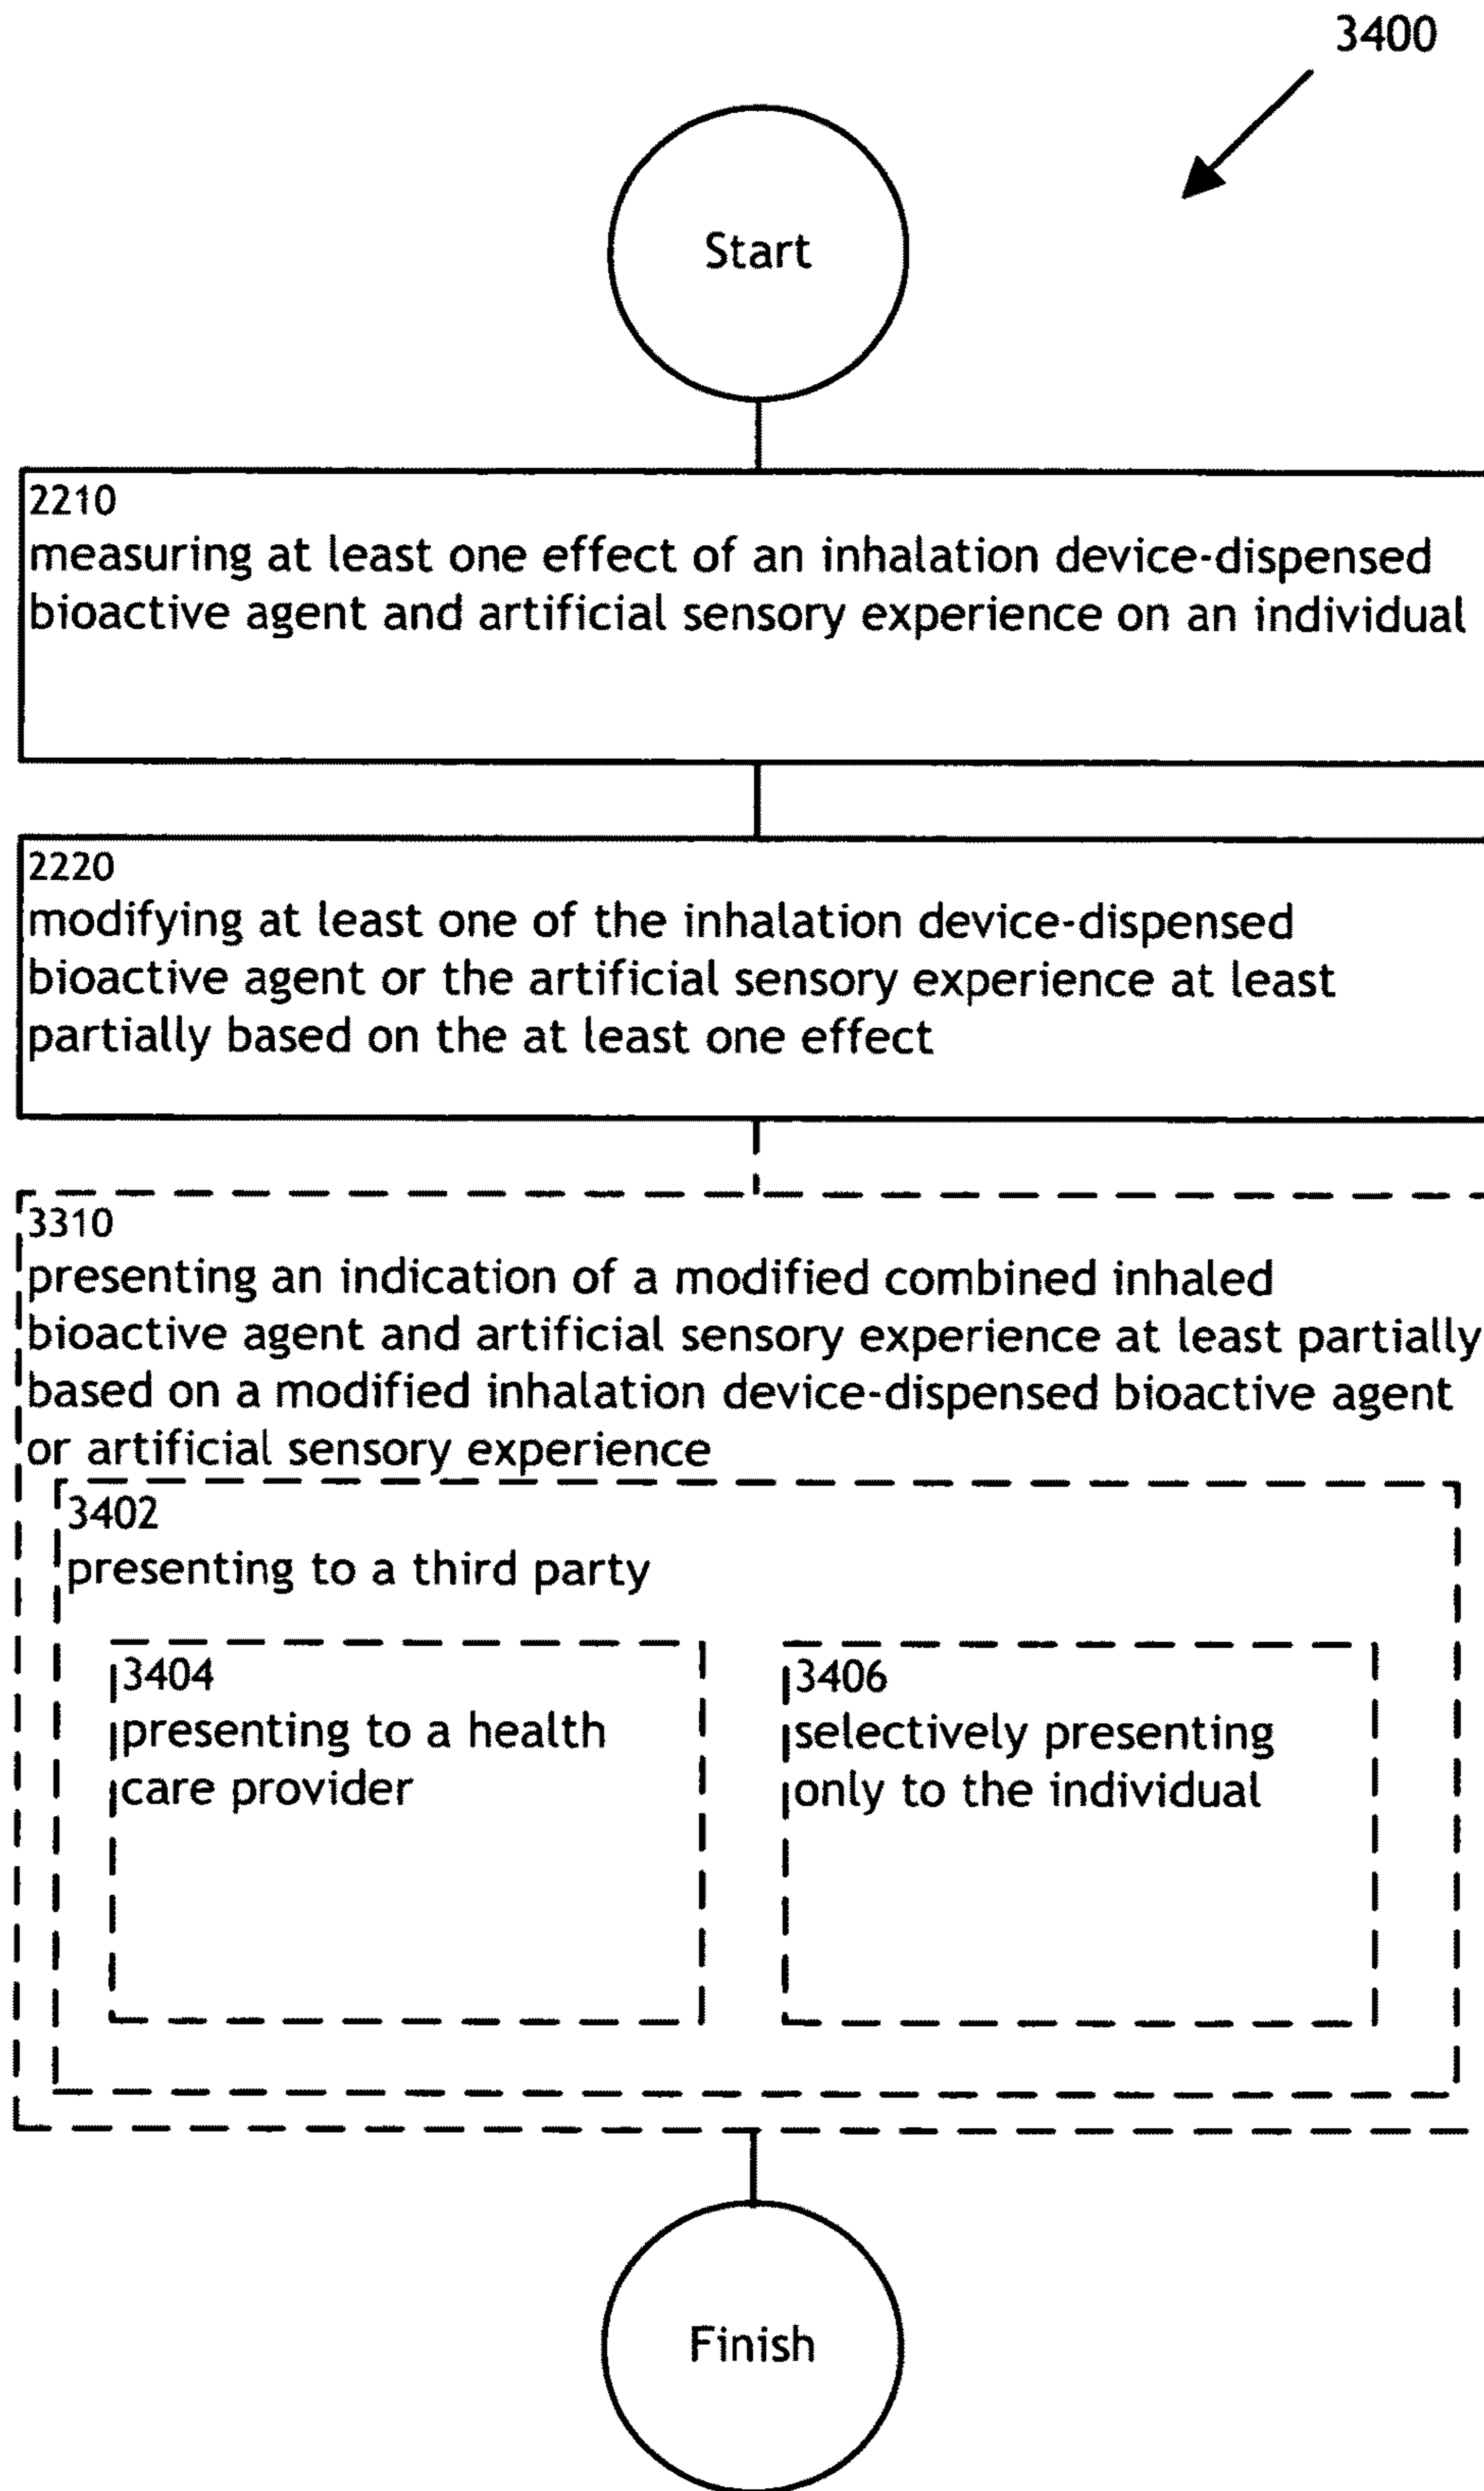 3400
Start
2210
measuring at least one effect of an inhalation device-dispensed
bioactive agent and artificial sensory experience on an individual
2220
modifying at least one of the inhalation device-dispensed
bioactive agent or the artificial sensory experience at least
partially based on the at least one effect
3310
presenting an indication of a modified combined inhaled
bioactive agent and artificial sensory experience at least partially
based on a modified inhalation device-dispensed bioactive agent
or artificial sensory experience
3402
presenting to a third party
3404
presenting to a health
care provider
3406
selectively presenting
only to the individual
Finish